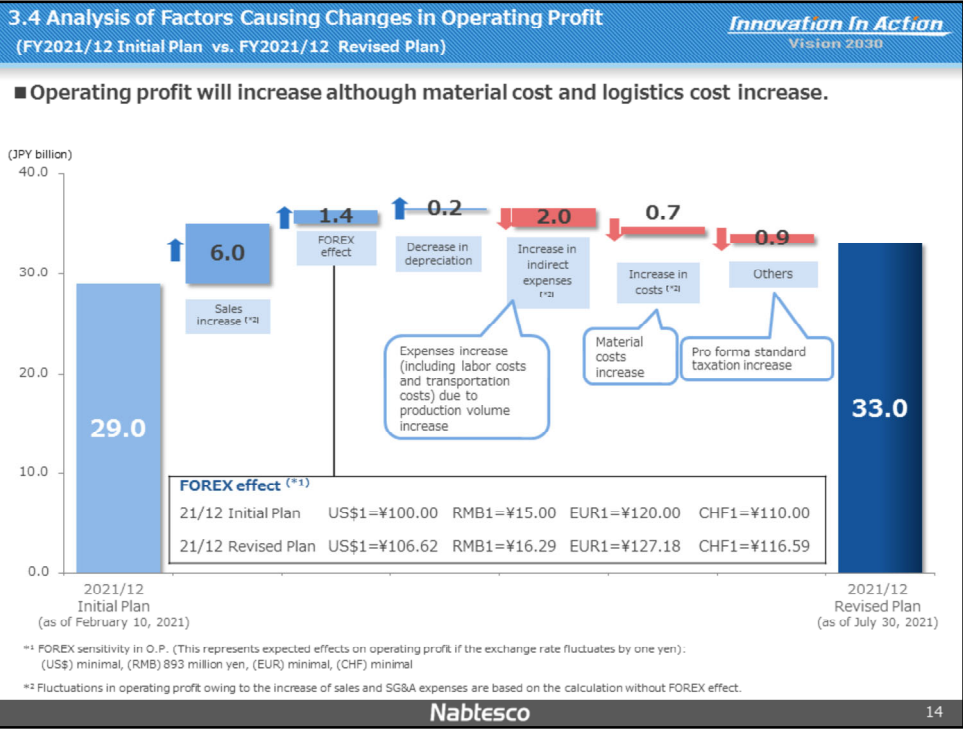 3.4 Analysis of Factors Causing Changes in Operating Profit
(FY2021/12 Initial Plan vs. FY2021/12 Revised Plan)
Innovation In Action
Vision 2030
■Operating profit will increase although material cost and logistics cost increase.
(JPY billion)
40.0
30.0
20.0
10.0
0.0
29.0
6.0
Sales
increase (*2)
1.4
FOREX
effect
0.2
Decrease in
depreciation
2.0
Increase in
indirect
expenses
(*2)
0.7
Increase in
costs (*2)
0.9
Others
Expenses increase
(including labor costs
and transportation
costs) due to
production volume
increase
Material
costs
increase
Pro forma standard
taxation increase
33.0
FOREX effect (*1)
21/12 Initial Plan US$1=¥100.00 RMB1=¥15.00 EUR1=¥120.00 CHF1=¥110.00
21/12 Revised Plan US$1=¥106.62 RMB1=¥16.29 EUR1=¥127.18 CHF1=¥116.59
2021/12
Initial Plan
(as of February 10, 2021)
2021/12
Revised Plan
(as of July 30, 2021)
*1 FOREX sensitivity in O.P. (This represents expected effects on operating profit if the exchange rate fluctuates by one yen):
(US$) minimal, (RMB) 893 million yen, (EUR) minimal, (CHF) minimal
*2 Fluctuations in operating profit owing to the increase of sales and SG&A expenses are based on the calculation without FOREX effect.
Nabtesco
14